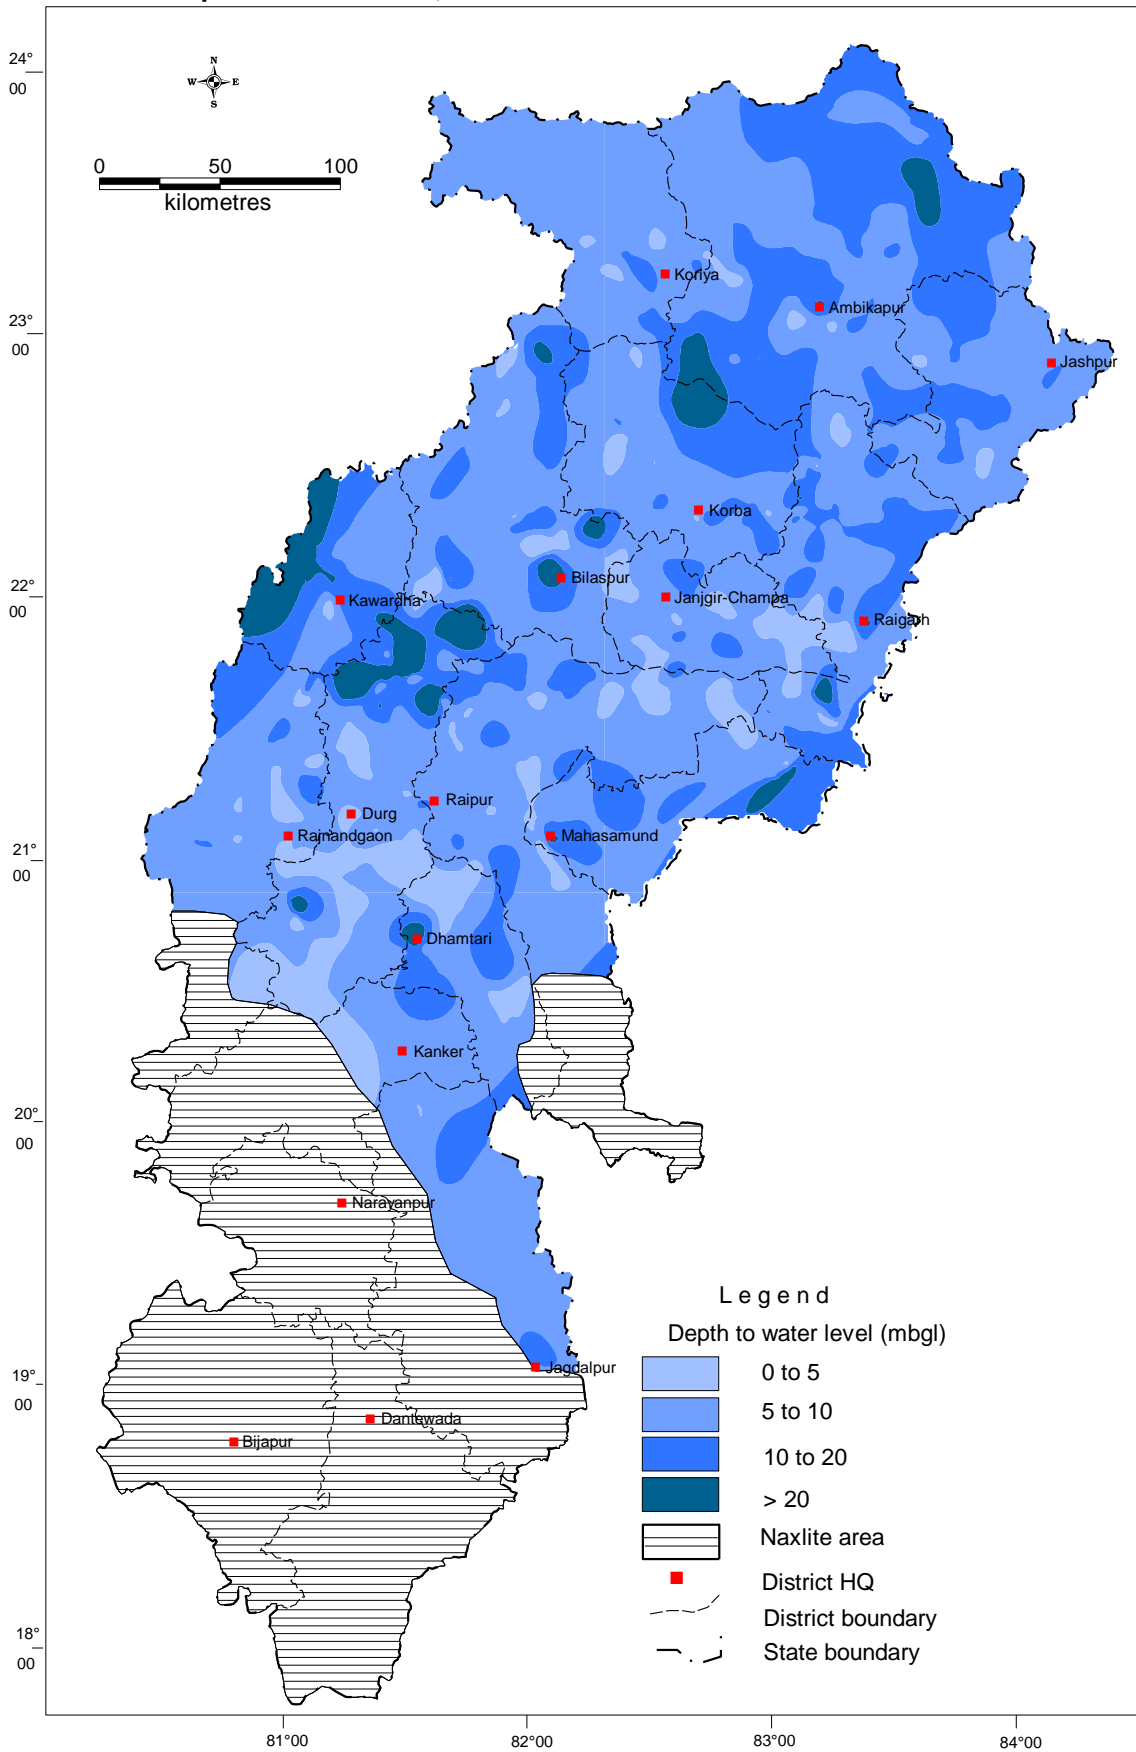 24°
00
N
W E
S
0 50 100
kilometres
Koriya
Ambikapur
23°
00
Jashpur
Korba
Bilaspur
22°
00
Kawardha
Janjgir-Champa
Raigarh
Raipur
Durg
Rajnandgaon
Mahasamund
21°
00
Dhamtari
Kanker
20°
00
Narayanpur
Legend
Depth to water level (mbgl)
Jagdalpur
0 to 5
19°
00
5 to 10
Dantewada
Bijapur
10 to 20
> 20
Naxlite area
District HQ
District boundary
18°
00
State boundary
81°00 82°00 83°00 84°00